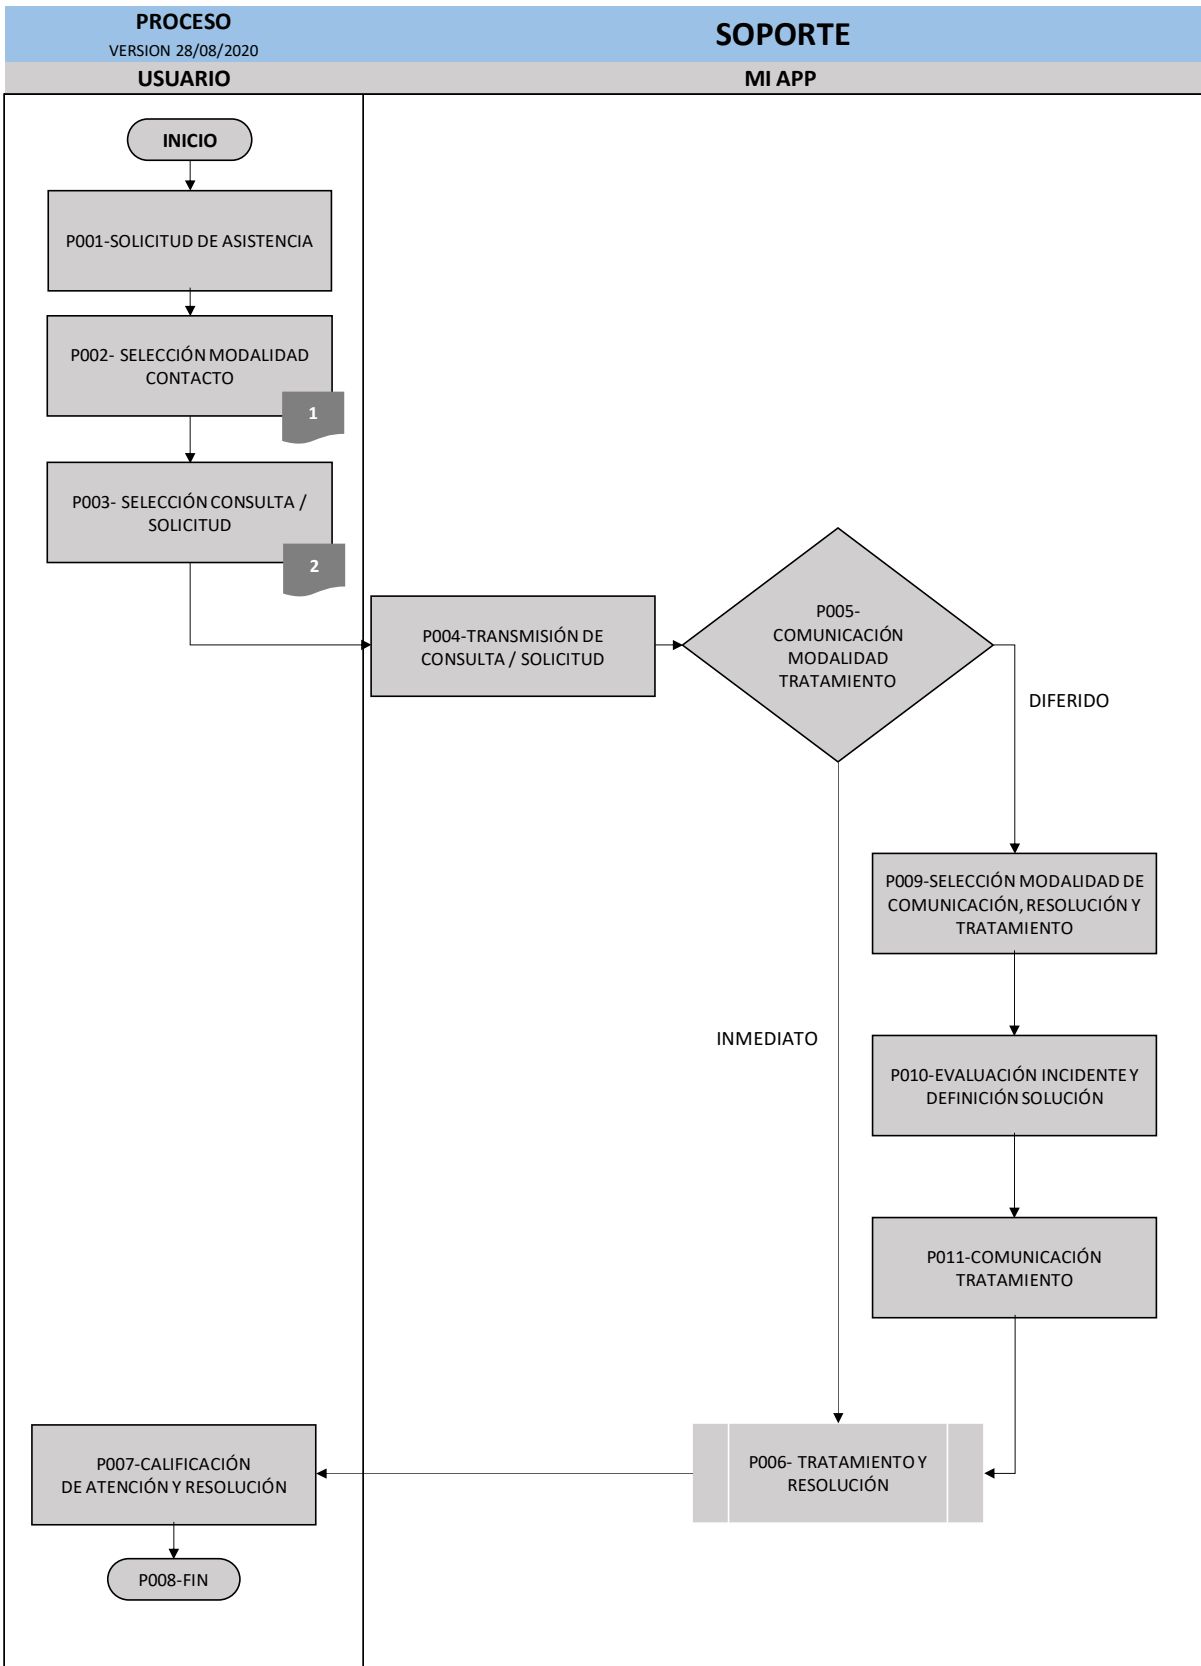 PROCESO
VERSION 28/08/2020
SOPORTE
USUARIO
MI APP
INICIO
P001-SOLICITUD DE ASISTENCIA
P002- SELECCIÓN MODALIDAD
CONTACTO
1
P003- SELECCIÓN CONSULTA /
SOLICITUD
2
P004-TRANSMISIÓN DE
CONSULTA / SOLICITUD
P005-
COMUNICACIÓN
MODALIDAD
TRATAMIENTO
DIFERIDO
P009-SELECCIÓN MODALIDAD DE
COMUNICACIÓN, RESOLUCIÓN Y
TRATAMIENTO
INMEDIATO
P010-EVALUACIÓN INCIDENTE Y
DEFINICIÓN SOLUCIÓN
P011-COMUNICACIÓN
TRATAMIENTO
P006- TRATAMIENTO Y
RESOLUCIÓN
P007-CALIFICACIÓN
DE ATENCIÓN Y RESOLUCIÓN
P008-FIN